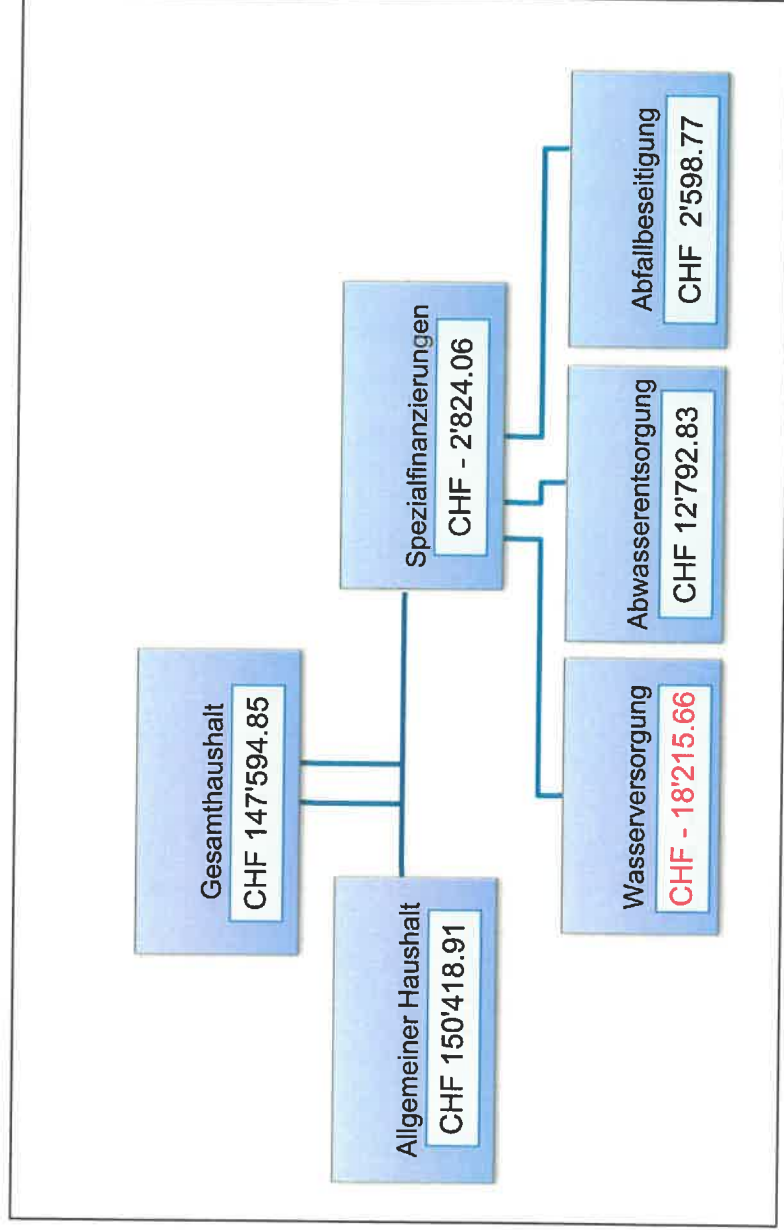 Gesamthaushalt
CHF 147'594.85
Allgemeiner Haushalt
CHF 150'418.91
Spezialfinanzierungen
CHF - 2'824.06
Wasserversorgung
CHF - 18'215.66
Abwasserentsorgung
CHF 12'792.83
Abfallbeseitigung
CHF 2'598.77